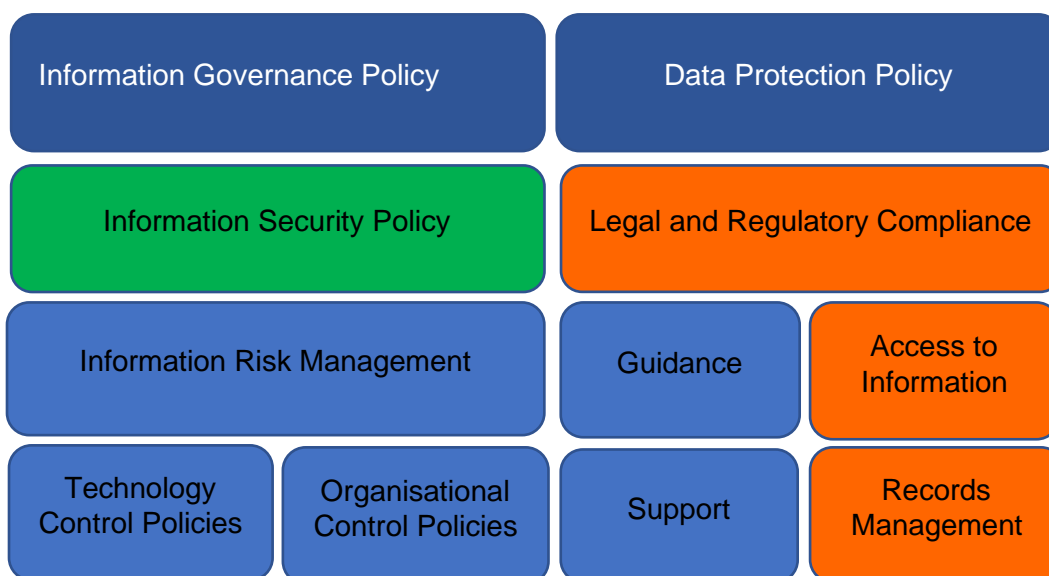 Information Governance Policy
Data Protection Policy
Information Security Policy
Legal and Regulatory Compliance
Information Risk Management
Guidance
Access to
Information
Technology
Control Policies
Organisational
Control Policies
Support
Records
Management